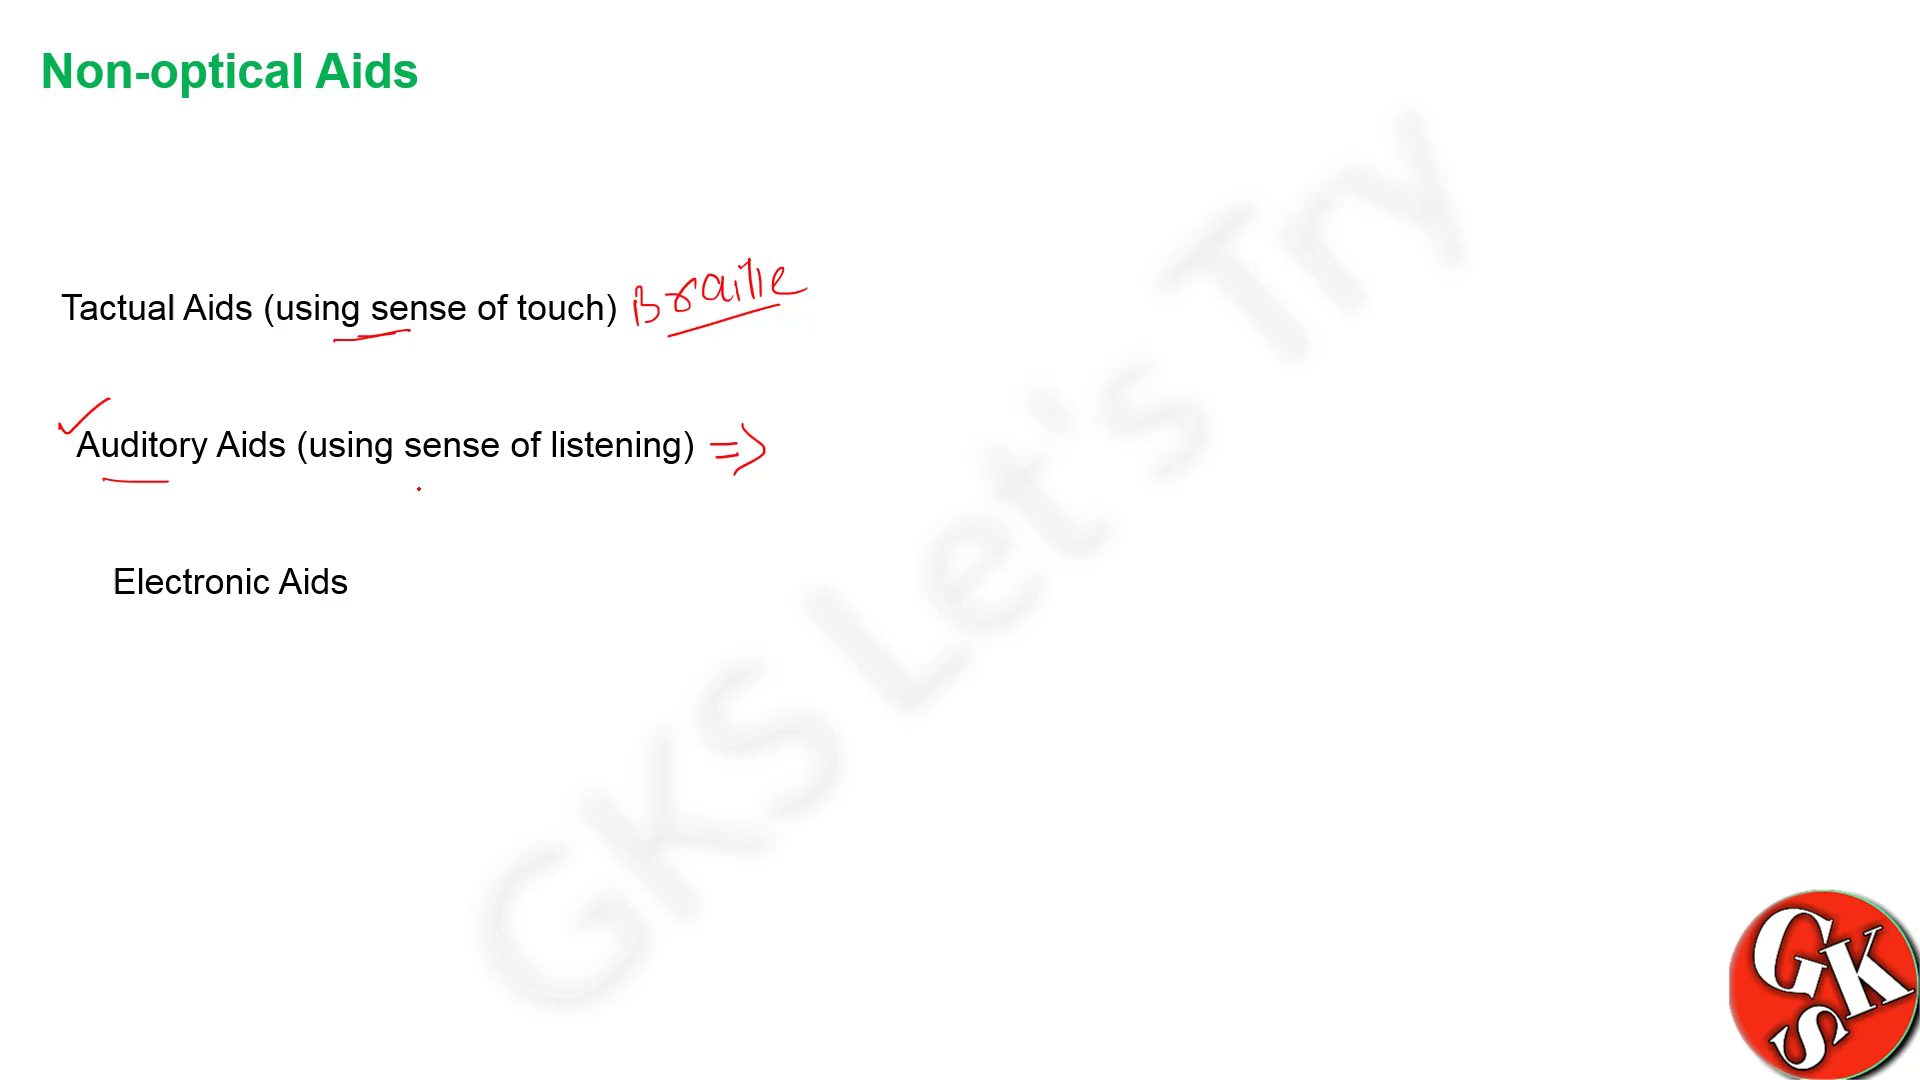 Non-optical Aids
Tactual Aids (using sense of touch) Braille
Auditory Aids (using sense of listening) =>
Electronic Aids
GKS Let's Try
GKS